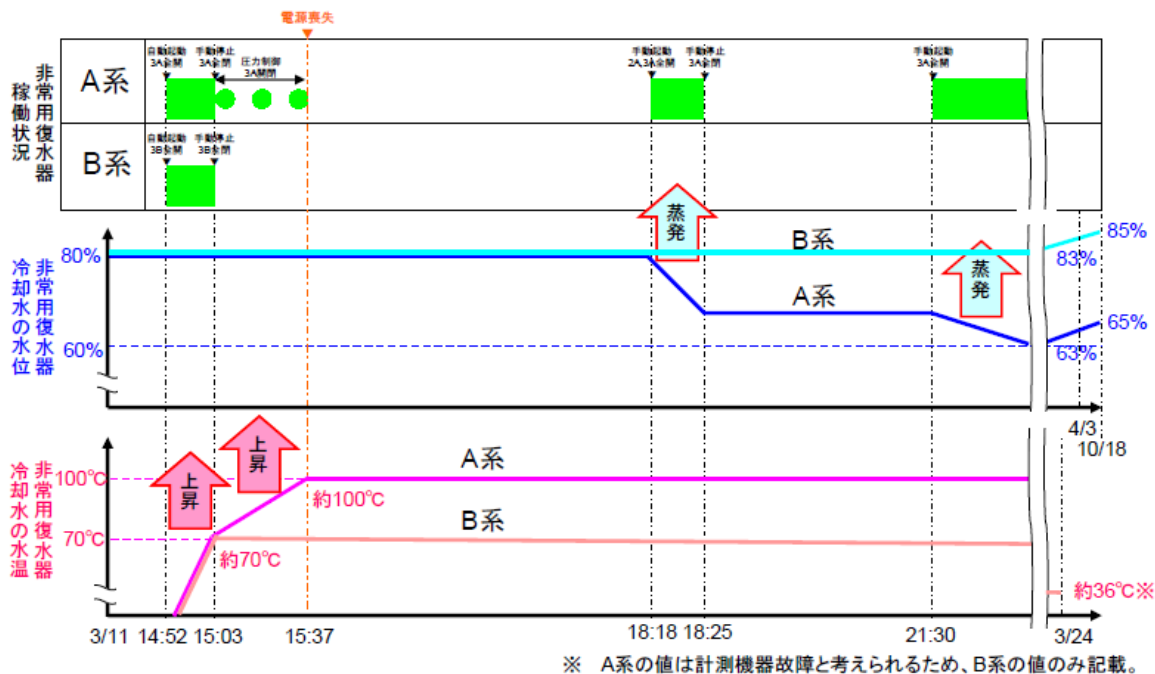 電源喪失
非常用復水器
稼働状況
A系
自動起動
3A全開
手動停止
3A全閉
圧力制御
3A開閉
手動起動
2A,3A全開
手動停止
3A全閉
手動起動
3A全開
B系
自動起動
3B全開
手動停止
3B全閉
非常用復水器
冷却水の水位
80%
60%
蒸発
B系
A系
蒸発
85%
83%
65%
63%
4/3
10/18
非常用復水器
冷却水の水温
100℃
70℃
上昇
上昇
A系
約100℃
B系
約70℃
約36℃※
3/11 14:52 15:03 15:37 18:18 18:25 21:30 3/24
※ A系の値は計測機器故障と考えられるため、B系の値のみ記載。